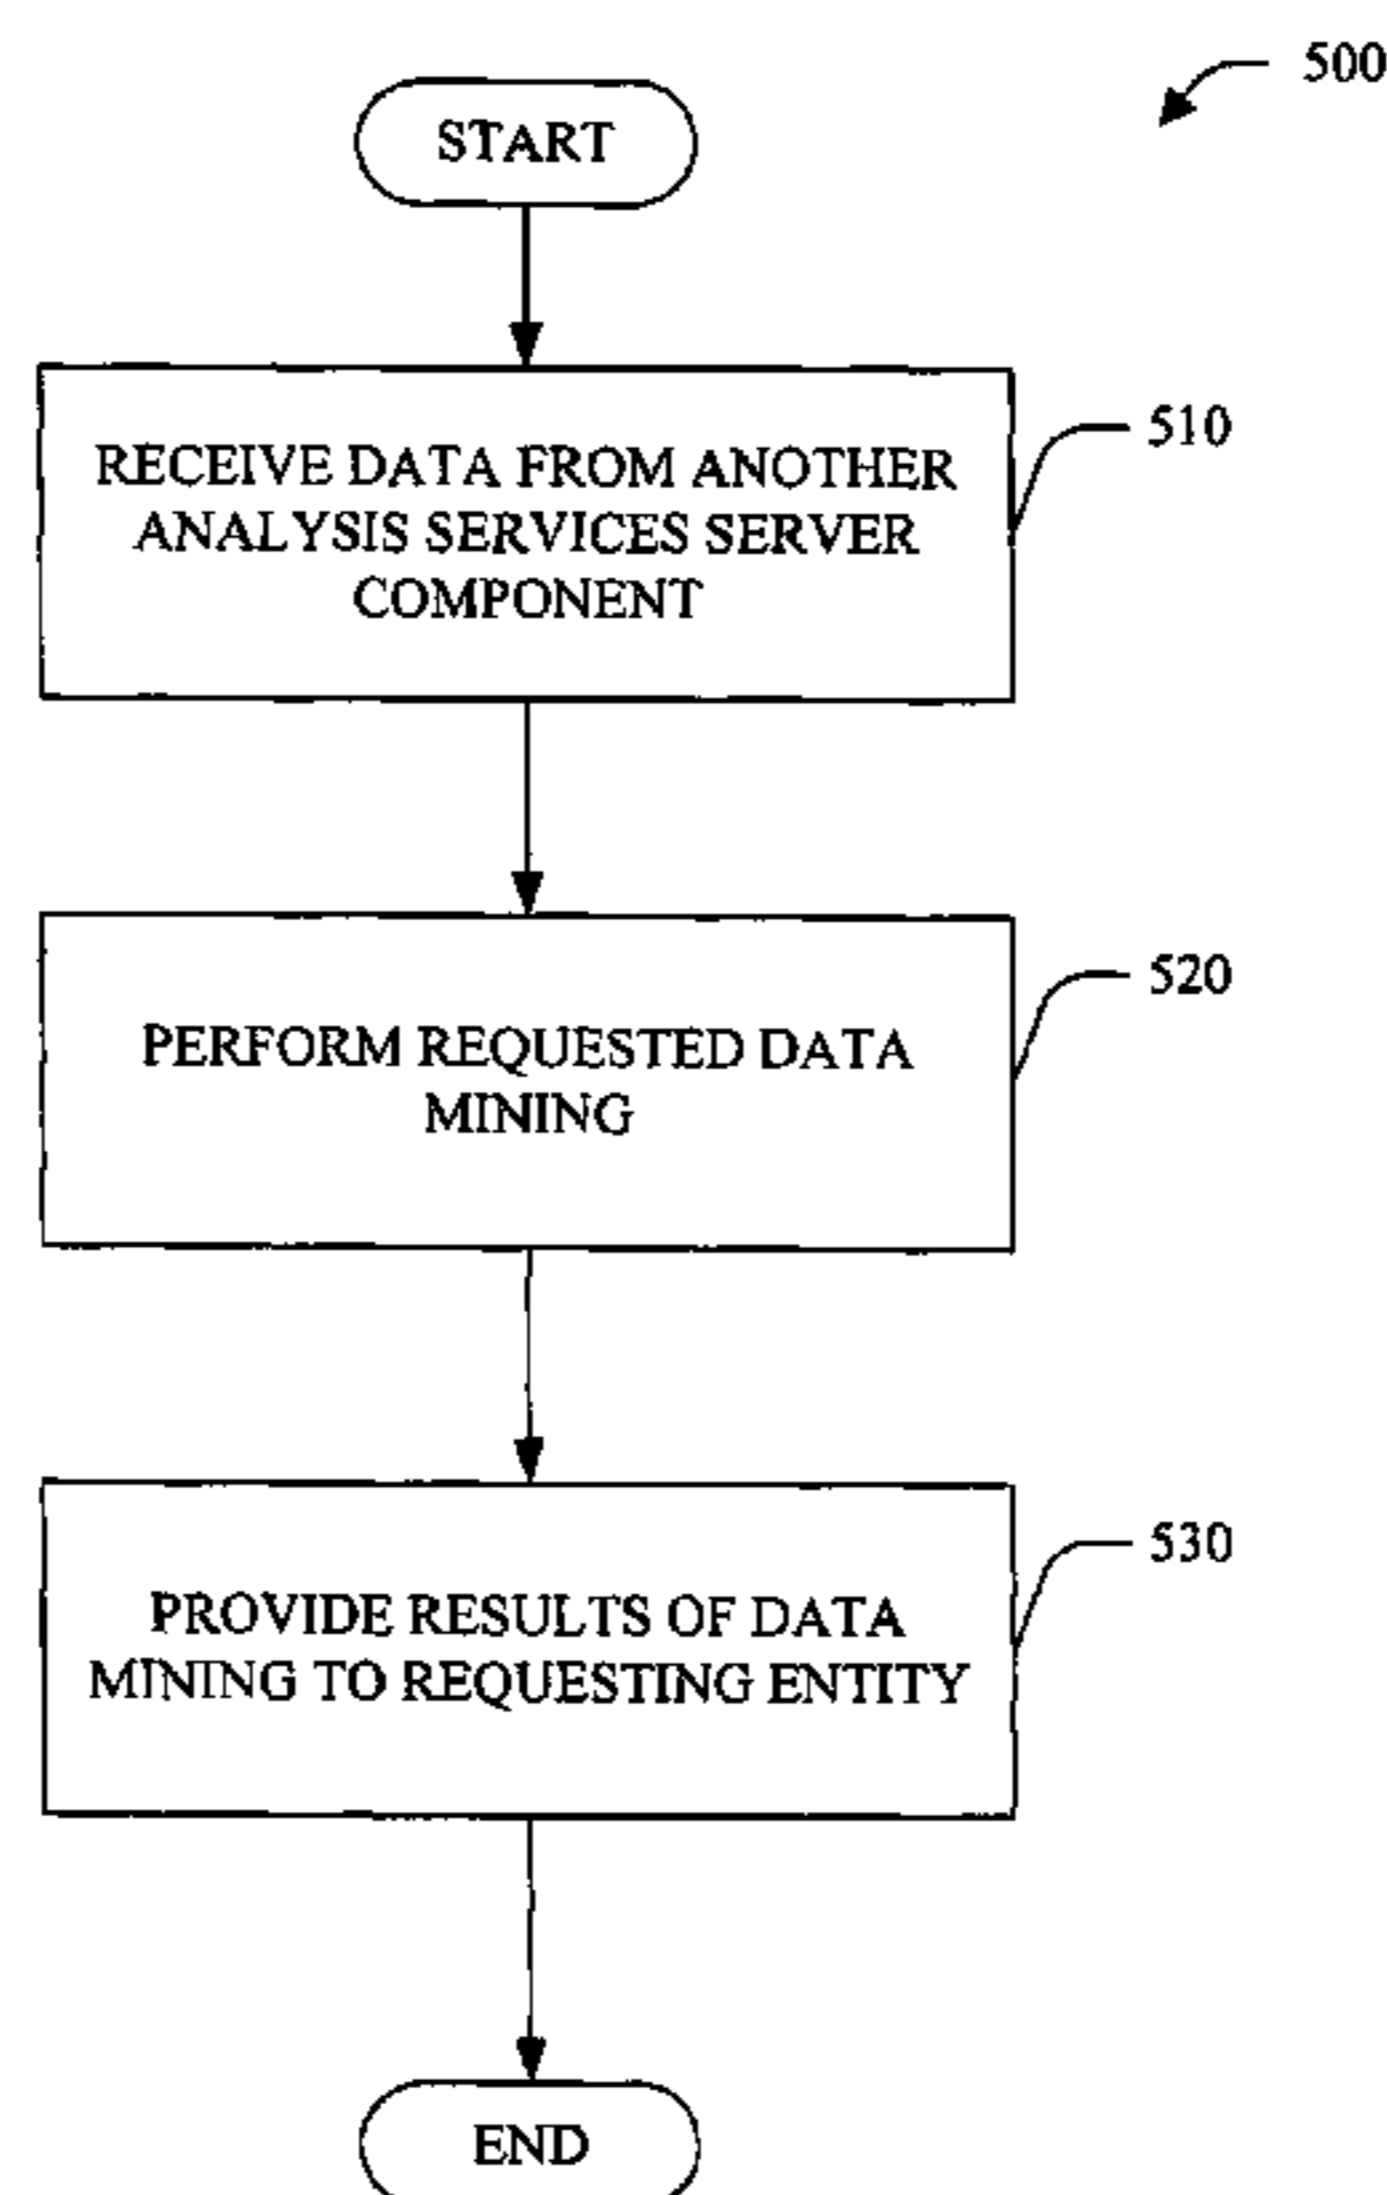 500
START
RECEIVE DATA FROM ANOTHER
ANALYSIS SERVICES SERVER
COMPONENT
510
PERFORM REQUESTED DATA
MINING
520
PROVIDE RESULTS OF DATA
MINING TO REQUESTING ENTITY
530
END